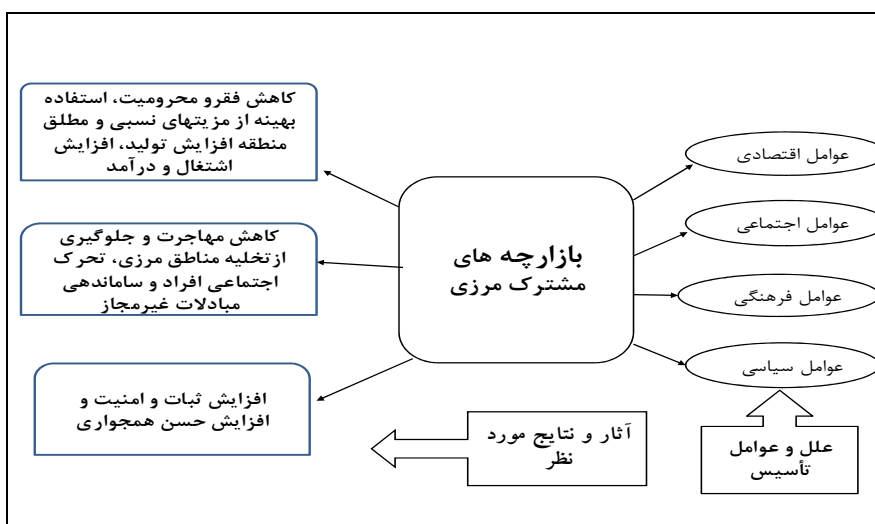 عوامل اقتصادی
عوامل اجتماعی
عوامل فرهنگی
عوامل سیاسی
علل و عوامل
تأسیس
بازارچه های
مشترک مرزی
کاهش فقرو محرومیت، استفاده
بهینه از مزیتهای نسبی و مطلق
منطقه افزایش تولید، افزایش
اشتغال و درآمد
کاهش مهاجرت و جلوگیری
ازتخلیه مناطق مرزی، تحرک
اجتماعی افراد و ساماندهی
مبادلات غیرمجاز
افزایش ثبات و امنیت و
افزایش حسن همجواری
آثار و نتایج مورد
نظر